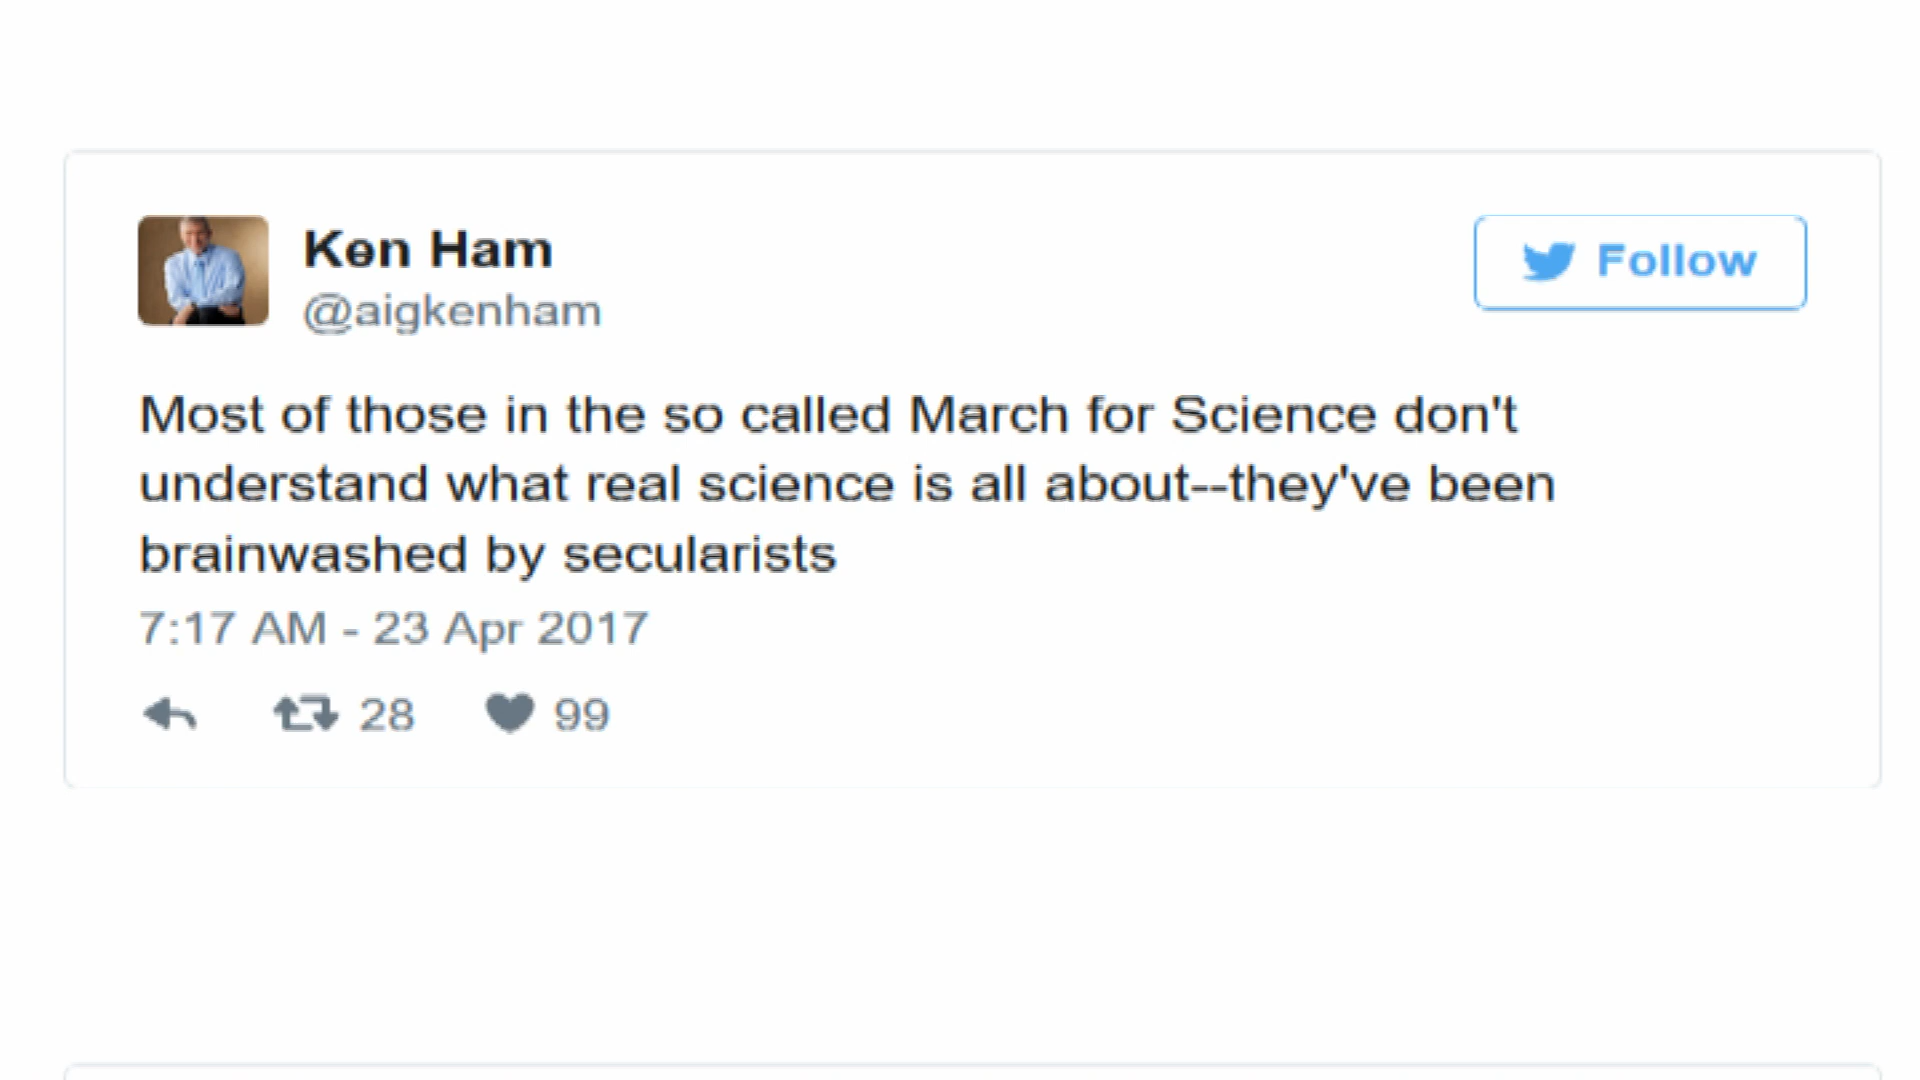 Ken Ham
@aigkenham
Follow
Most of those in the so called March for Science don't
understand what real science is all about--they've been
brainwashed by secularists
7:17 AM - 23 Apr 2017
28 99